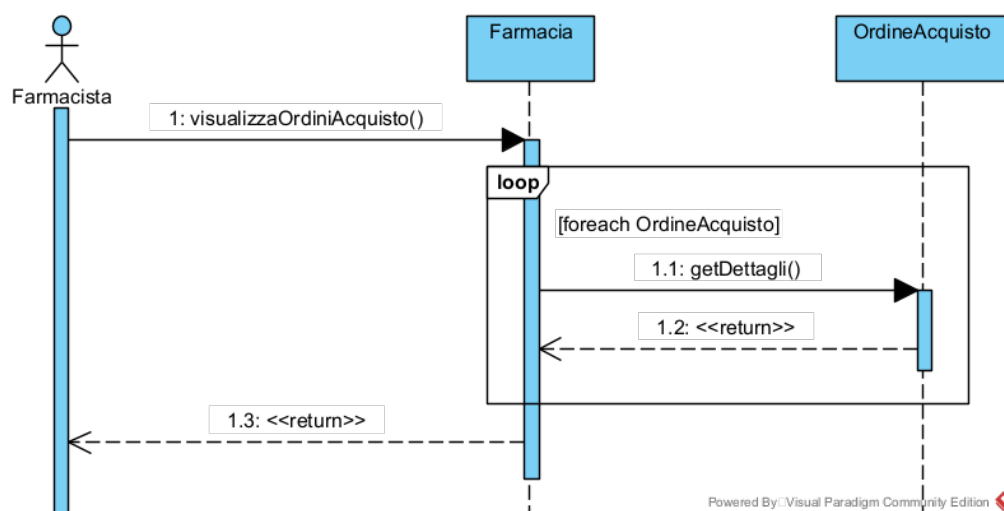 Farmacia
OrdineAcquisto
Farmacista
1: visualizzaOrdiniAcquisto()
loop
[foreach OrdineAcquisto]
1.1: getDettagli()
1.2: <<return>>
1.3: <<return>>
Powered By Visual Paradigm Community Edition